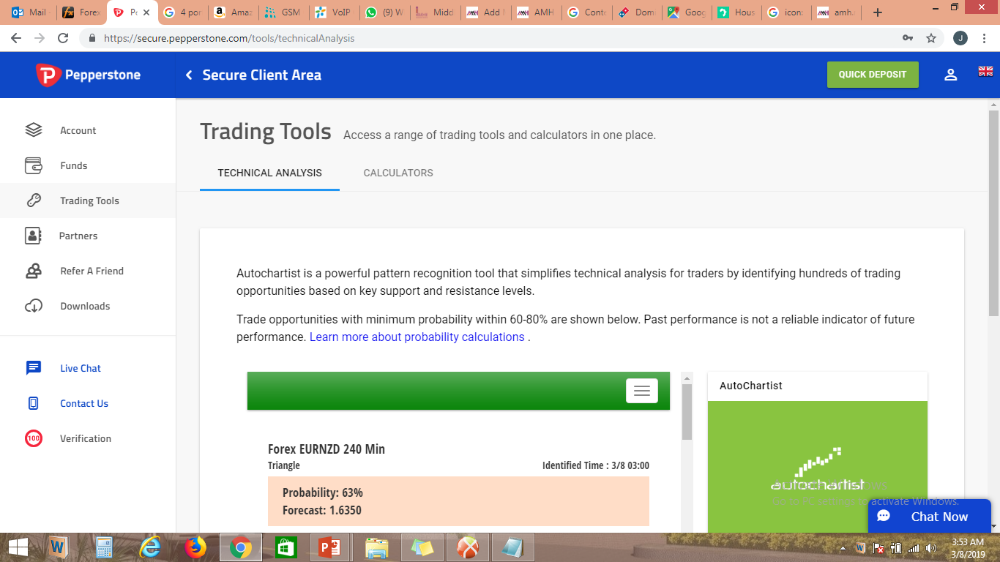 Mail -
Forex
Pe
4 por
Amaz
GSM
VoIP
(9) W
Midd
Add N
AMH
Conte
Dom
Goog
Hous
icon
amh.
https://secure.pepperstone.com/tools/technicalAnalysis
J
Pepperstone
Secure Client Area
QUICK DEPOSIT
Account
Funds
Trading Tools
Partners
Refer A Friend
Downloads
Live Chat
Contact Us
100
Verification
Trading Tools Access a range of trading tools and calculators in one place.
TECHNICAL ANALYSIS CALCULATORS
Autochartist is a powerful pattern recognition tool that simplifies technical analysis for traders by identifying hundreds of trading
opportunities based on key support and resistance levels.
Trade opportunities with minimum probability within 60-80% are shown below. Past performance is not a reliable indicator of future
performance. Learn more about probability calculations .
Forex EURNZD 240 Min
Triangle Identified Time : 3/8 03:00
Probability: 63%
Forecast: 1.6350
AutoChartist
autochartist
Activate Windows
activate Windows.
Chat Now
3:53 AM
3/8/2019